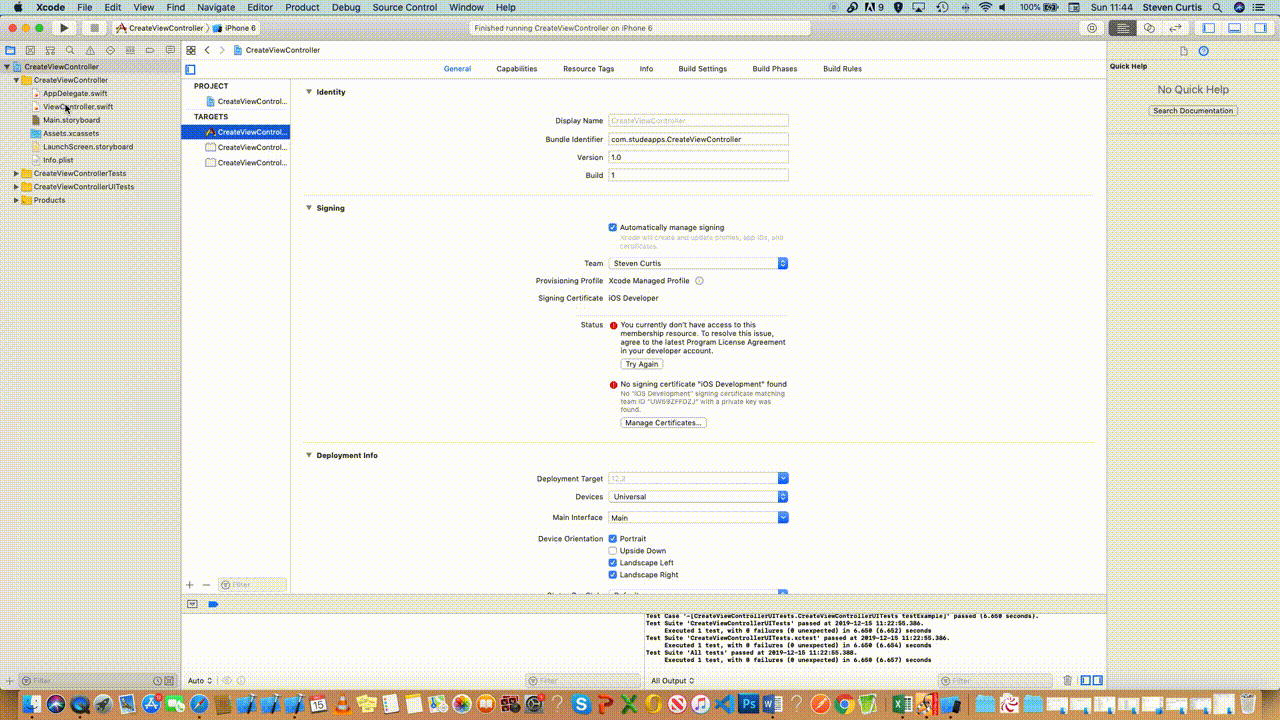 Xcode File Edit View Find Navigate Editor Product Debug Source Control Window Help 9 100% Sun 11:44 Steven Curtis
CreateViewController iPhone 6
Finished running CreateViewController on iPhone 6
CreateViewController
CreateViewController
CreateViewController
AppDelegate.swift
ViewController.swift
Main.storyboard
Assets.xcassets
LaunchScreen.storyboard
Info.plist
CreateViewControllerTests
CreateViewControllerUITests
Products
Filter
General Capabilities Resource Tags Info Build Settings Build Phases Build Rules
PROJECT
CreateViewControl...
TARGETS
CreateViewControl...
CreateViewControl...
CreateViewControl...
Filter
Identity
Display Name CreateViewController
Bundle Identifier com.studeapps.CreateViewController
Version 1.0
Build 1
Signing
Automatically manage signing
Xcode will create and update profiles, app IDs, and
certificates.
Team Steven Curtis
Provisioning Profile Xcode Managed Profile
Signing Certificate iOS Developer
Status You currently don't have access to this
membership resource. To resolve this issue,
agree to the latest Program License Agreement
in your developer account.
Try Again
No signing certificate "iOS Development" found
No "iOS Development" signing certificate matching
team ID with a private key was
found.
Manage Certificates...
Deployment Info
Deployment Target 12.2
Devices Universal
Main Interface Main
Device Orientation Portrait
Upside Down
Landscape Left
Landscape Right
Quick Help
No Quick Help
Search Documentation
Test Case '-[CreateViewControllerUITests.CreateViewControllerUITests testExample]' passed (6.650 seconds).
Test Suite 'CreateViewControllerUITests' passed at 2019-12-15 11:22:55.386.
Executed 1 test, with 0 failures (0 unexpected) in 6.650 (6.652) seconds
Test Suite 'CreateViewControllerUITests.xctest' passed at 2019-12-15 11:22:55.386.
Executed 1 test, with 0 failures (0 unexpected) in 6.650 (6.654) seconds
Test Suite 'All tests' passed at 2019-12-15 11:22:55.388.
Executed 1 test, with 0 failures (0 unexpected) in 6.650 (6.657) seconds
Auto Filter All Output Filter
15